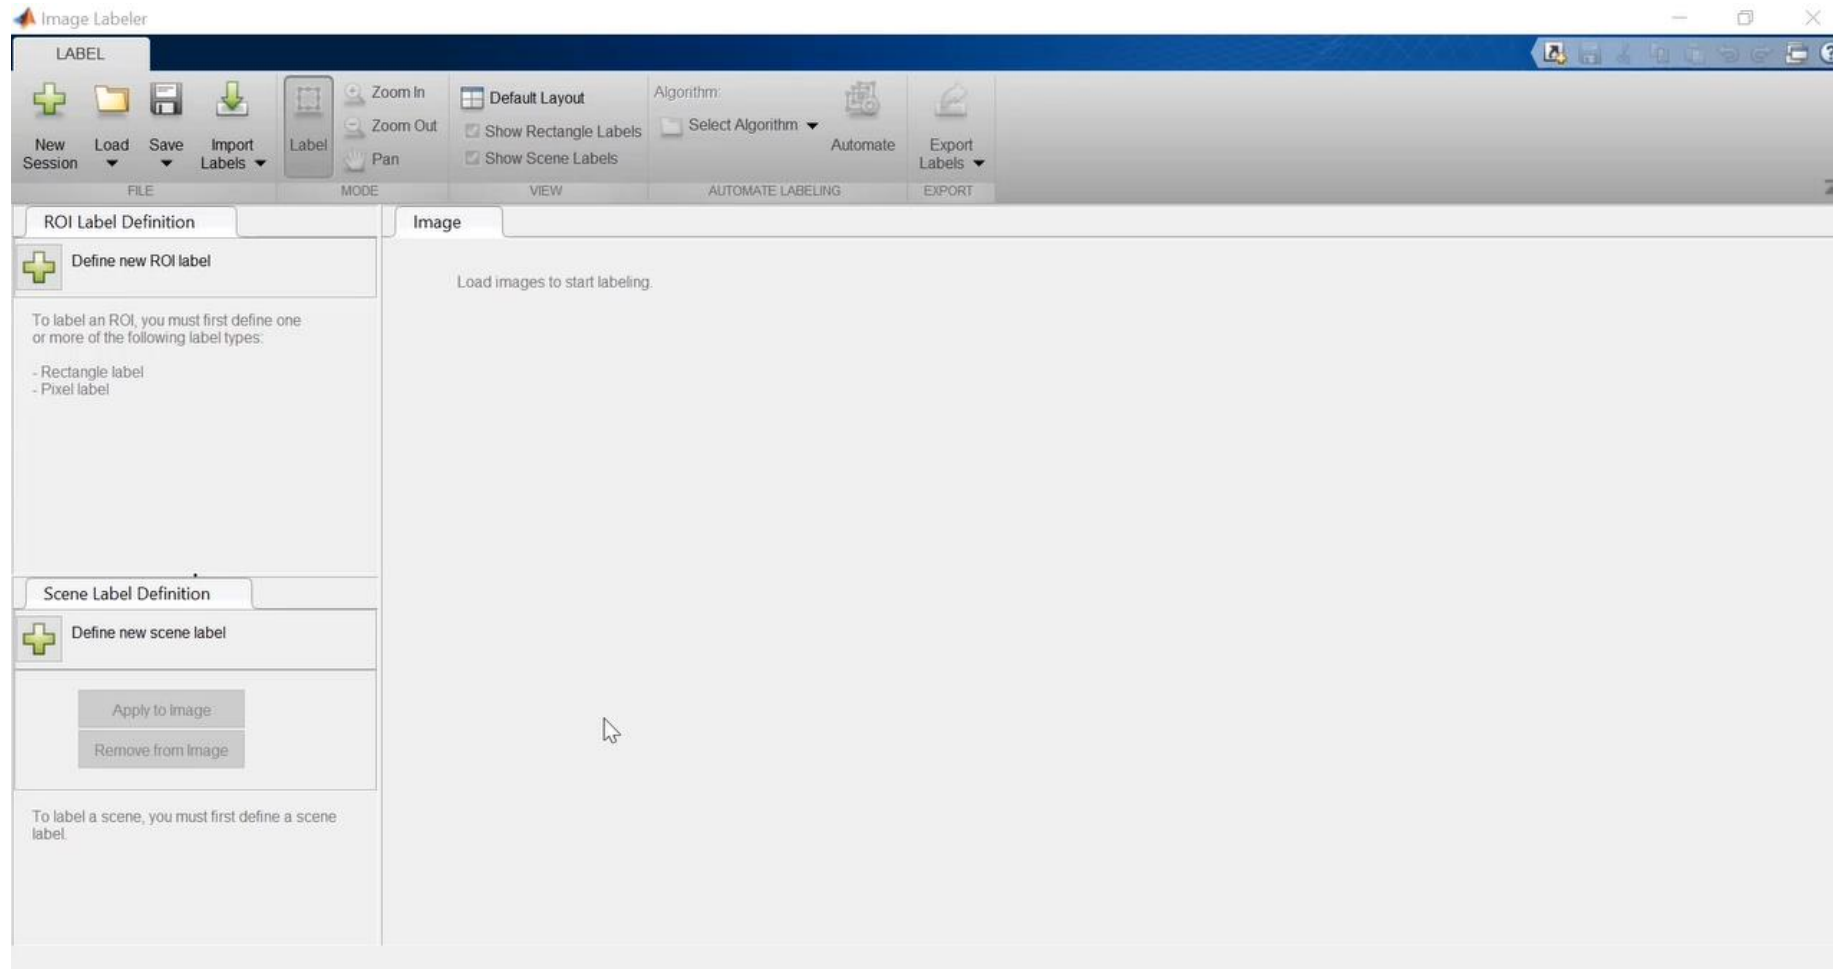 Image Labeler
LABEL
New
Session
Load
Save
Import
Labels
FILE
Label
Zoom In
Zoom Out
Pan
MODE
Default Layout
Show Rectangle Labels
Show Scene Labels
VIEW
Algorithm:
Select Algorithm
Automate
AUTOMATE LABELING
Export
Labels
EXPORT
ROI Label Definition
Define new ROI label
To label an ROI, you must first define one
or more of the following label types:
- Rectangle label
- Pixel label
Scene Label Definition
Define new scene label
Apply to Image
Remove from Image
To label a scene, you must first define a scene
label.
Image
Load images to start labeling.